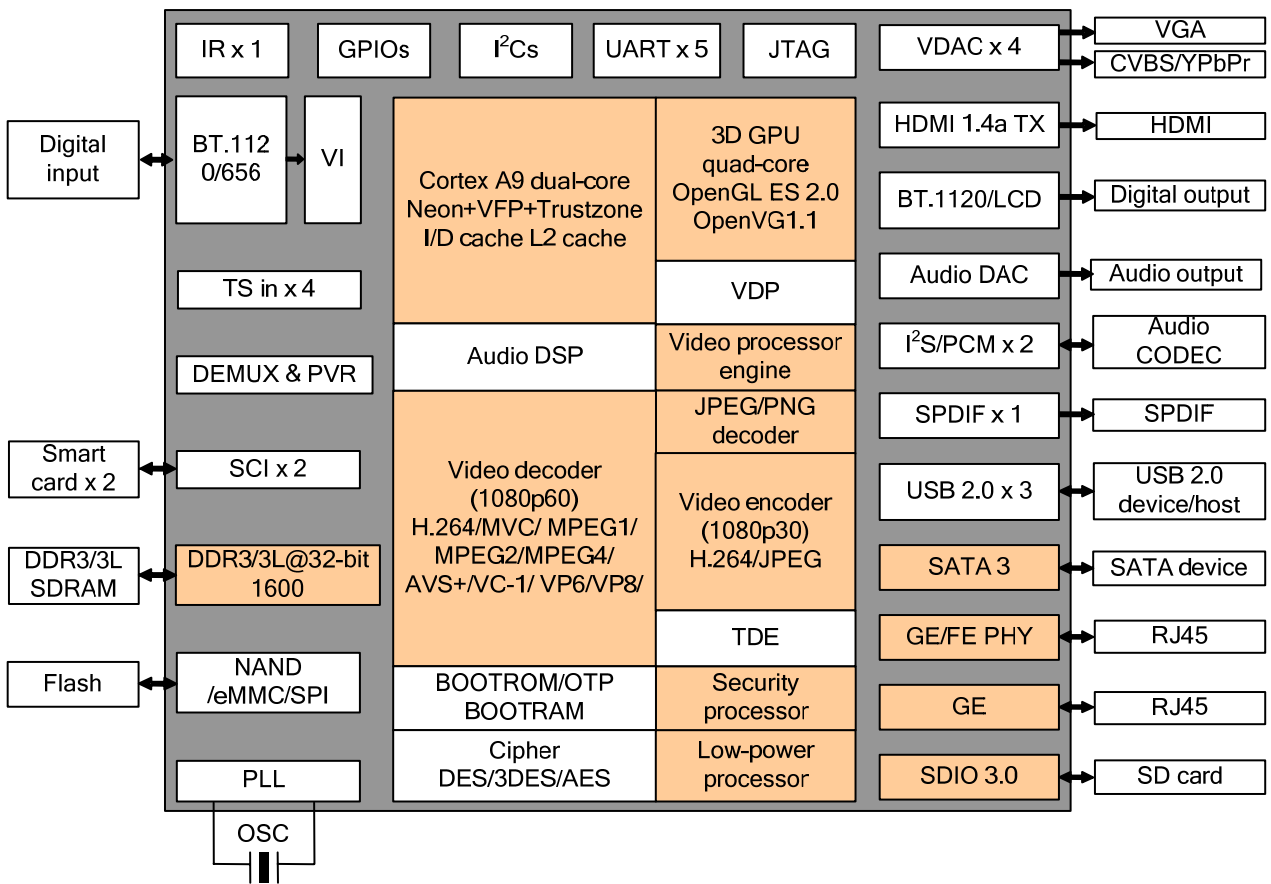 IR x 1
GPIOs
I²Cs
UART x 5
JTAG
VDAC x 4
VGA
CVBS/YPbPr
Digital
input
BT.112
0/656
VI
Cortex A9 dual-core
Neon+VFP+Trustzone
I/D cache L2 cache
3D GPU
quad-core
OpenGL ES 2.0
OpenVG1.1
HDMI 1.4a TX
HDMI
BT.1120/LCD
Digital output
TS in x 4
VDP
Audio DAC
Audio output
DEMUX & PVR
Audio DSP
Video processor
engine
I²S/PCM x 2
Audio
CODEC
JPEG/PNG
decoder
SPDIF x 1
SPDIF
Smart
card x 2
SCI x 2
Video decoder
(1080p60)
H.264/MVC/ MPEG1/
MPEG2/MPEG4/
AVS+/VC-1/ VP6/VP8/
Video encoder
(1080p30)
H.264/JPEG
USB 2.0 x 3
USB 2.0
device/host
DDR3/3L
SDRAM
DDR3/3L@32-bit
1600
SATA 3
SATA device
TDE
GE/FE PHY
RJ45
Flash
NAND
/eMMC/SPI
BOOTROM/OTP
BOOTRAM
Security
processor
GE
RJ45
PLL
Cipher
DES/3DES/AES
Low-power
processor
SDIO 3.0
SD card
OSC